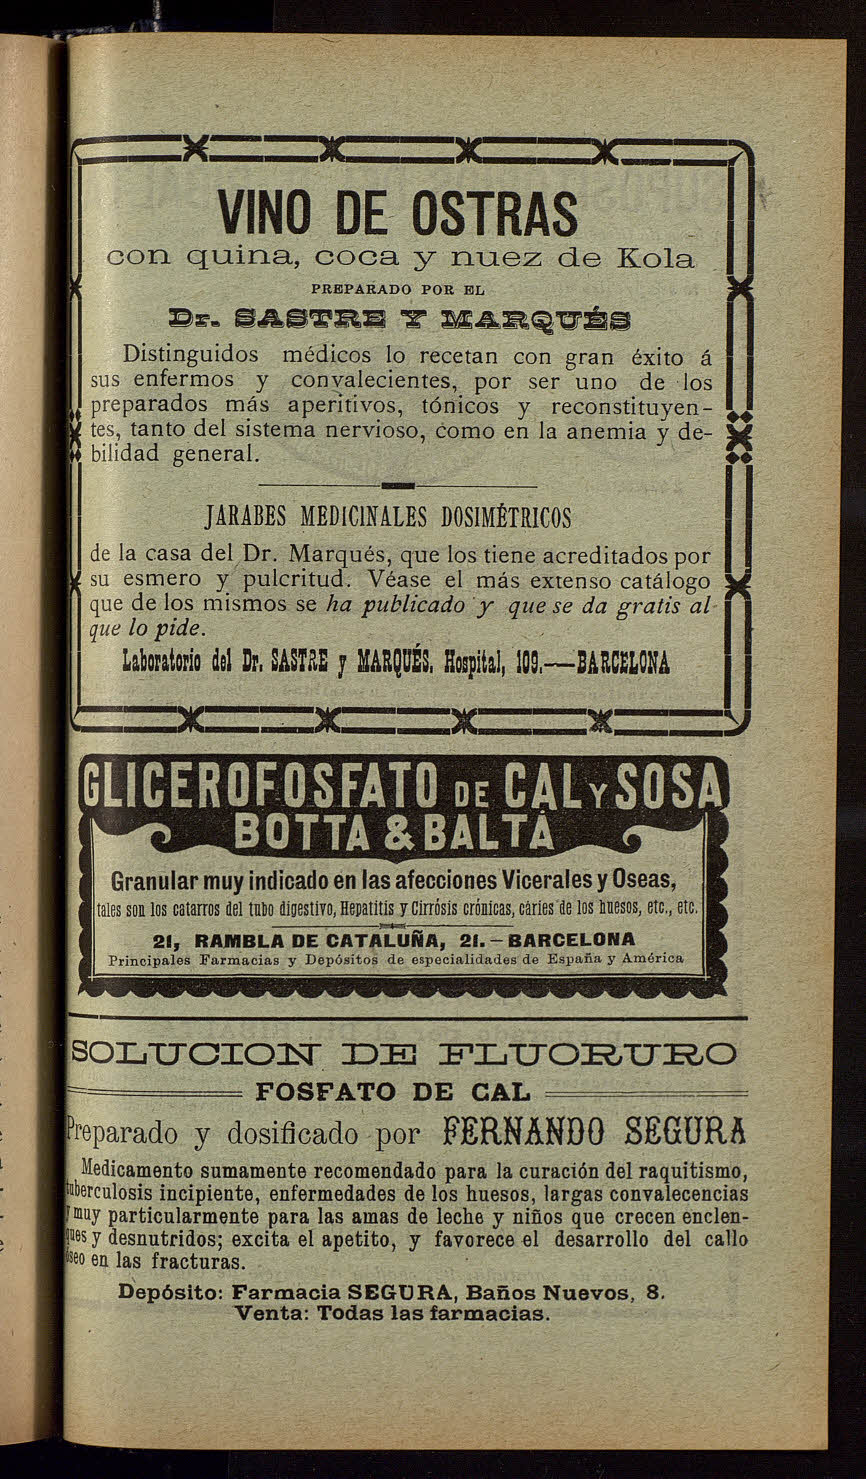 VINO DE OSTRAS
con quina, coca y nuez de Kola
PREPARADO POR EL
Dr. SASTRE Y MARQUÉS
Distinguidos médicos lo recetan con gran éxito á
sus enfermos y convalecientes, por ser uno de los
preparados más aperitivos, tónicos y reconstituyen-
tes, tanto del sistema nervioso, como en la anemia y de-
bilidad general.
JARABES MEDICINALES DOSIMÉTRICOS
de la casa del Dr. Marqués, que los tiene acreditados por
su esmero y pulcritud. Véase el más extenso catálogo
que de los mismos se ha publicado y que se da gratis al
que lo pide.
Laboratorio del Dr. SASTRE y MARQUÉS, Hospital, 109.—BARCELONA
GLICEROFOSFATO DE CAL Y SOSA
BOTTA & BALTÁ
Granular muy indicado en las afecciones Vicerales y Oseas,
tales son los catarros del tubo digestivo, Hepatitis y Cirrósis crónicas, cáries de los huesos, etc., etc.
21, RAMBLA DE CATALUÑA, 21. – BARCELONA
Principales Farmacias y Depósitos de especialidades de España y América
SOLUCION DE FLUORURO
FOSFATO DE CAL
Preparado y dosificado por FERNANDO SEGURA
Medicamento sumamente recomendado para la curación del raquitismo,
tuberculosis incipiente, enfermedades de los huesos, largas convalecencias
y muy particularmente para las amas de leche y niños que crecen enclen-
ques y desnutridos; excita el apetito, y favorece el desarrollo del callo
óseo en las fracturas.
Depósito: Farmacia SEGURA, Baños Nuevos, 8.
Venta: Todas las farmacias.